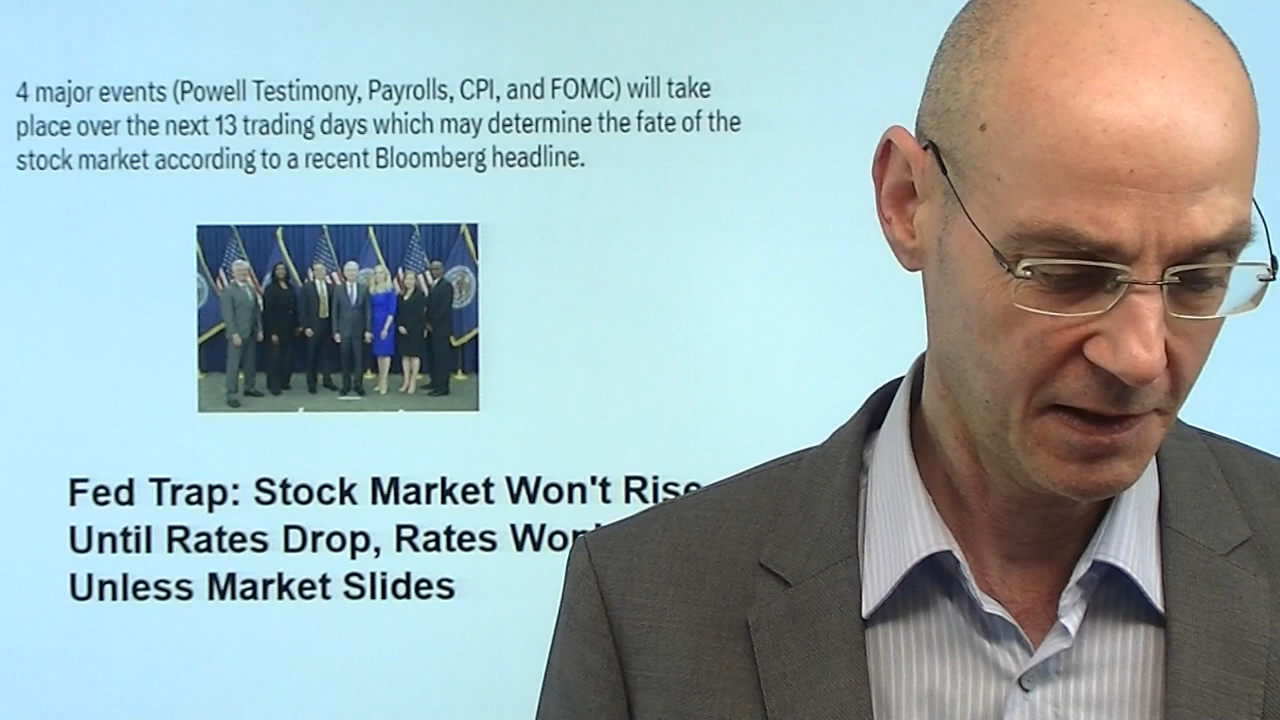 4 major events (Powell Testimony, Payrolls, CPI, and FOMC) will take
place over the next 13 trading days which may determine the fate of the
stock market according to a recent Bloomberg headline.
Fed Trap: Stock Market Won't Rise
Until Rates Drop, Rates Won't
Unless Market Slides